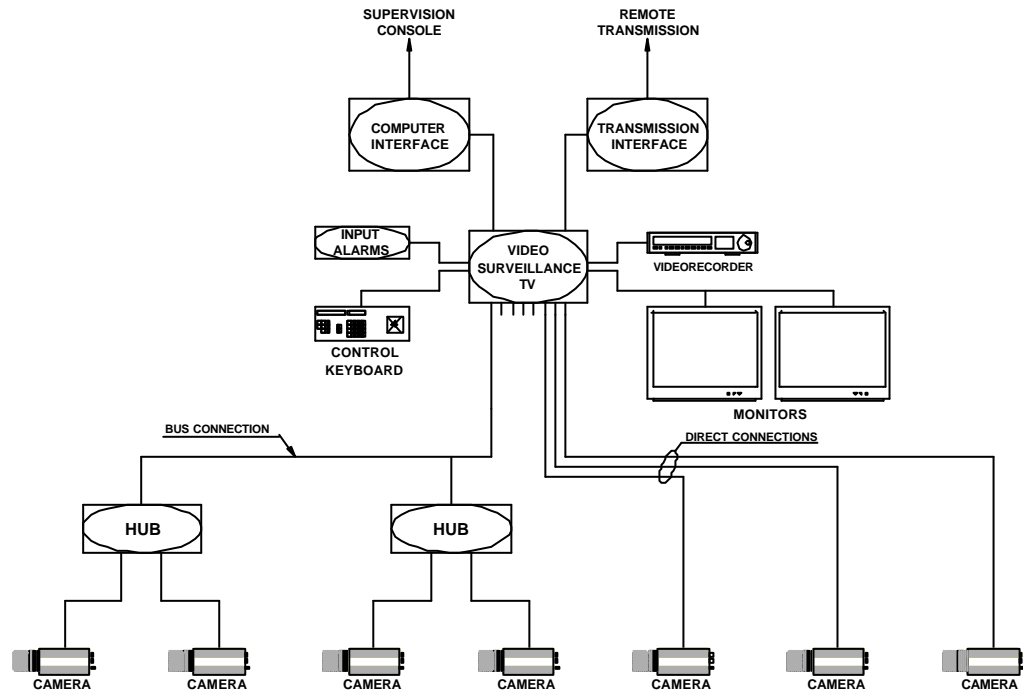 SUPERVISION
CONSOLE
REMOTE
TRANSMISSION
COMPUTER
INTERFACE
TRANSMISSION
INTERFACE
INPUT
ALARMS
VIDEO
SURVEILLANCE
TV
VIDEORECORDER
CONTROL
KEYBOARD
MONITORS
BUS CONNECTION
DIRECT CONNECTIONS
HUB
HUB
CAMERA
CAMERA
CAMERA
CAMERA
CAMERA
CAMERA
CAMERA